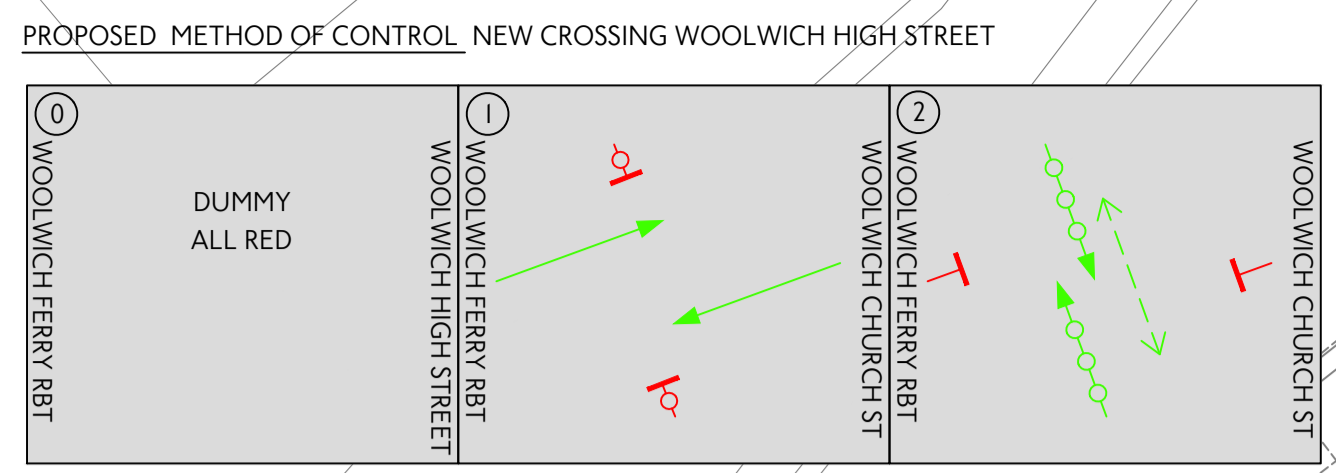 PROPOSED METHOD OF CONTROL NEW CROSSING WOOLWICH HIGH STREET
0
WOOLWICH FERRY RBT
DUMMY
ALL RED
WOOLWICH HIGH STREET
1
WOOLWICH FERRY RBT
WOOLWICH CHURCH ST
2
WOOLWICH FERRY RBT
WOOLWICH CHURCH ST